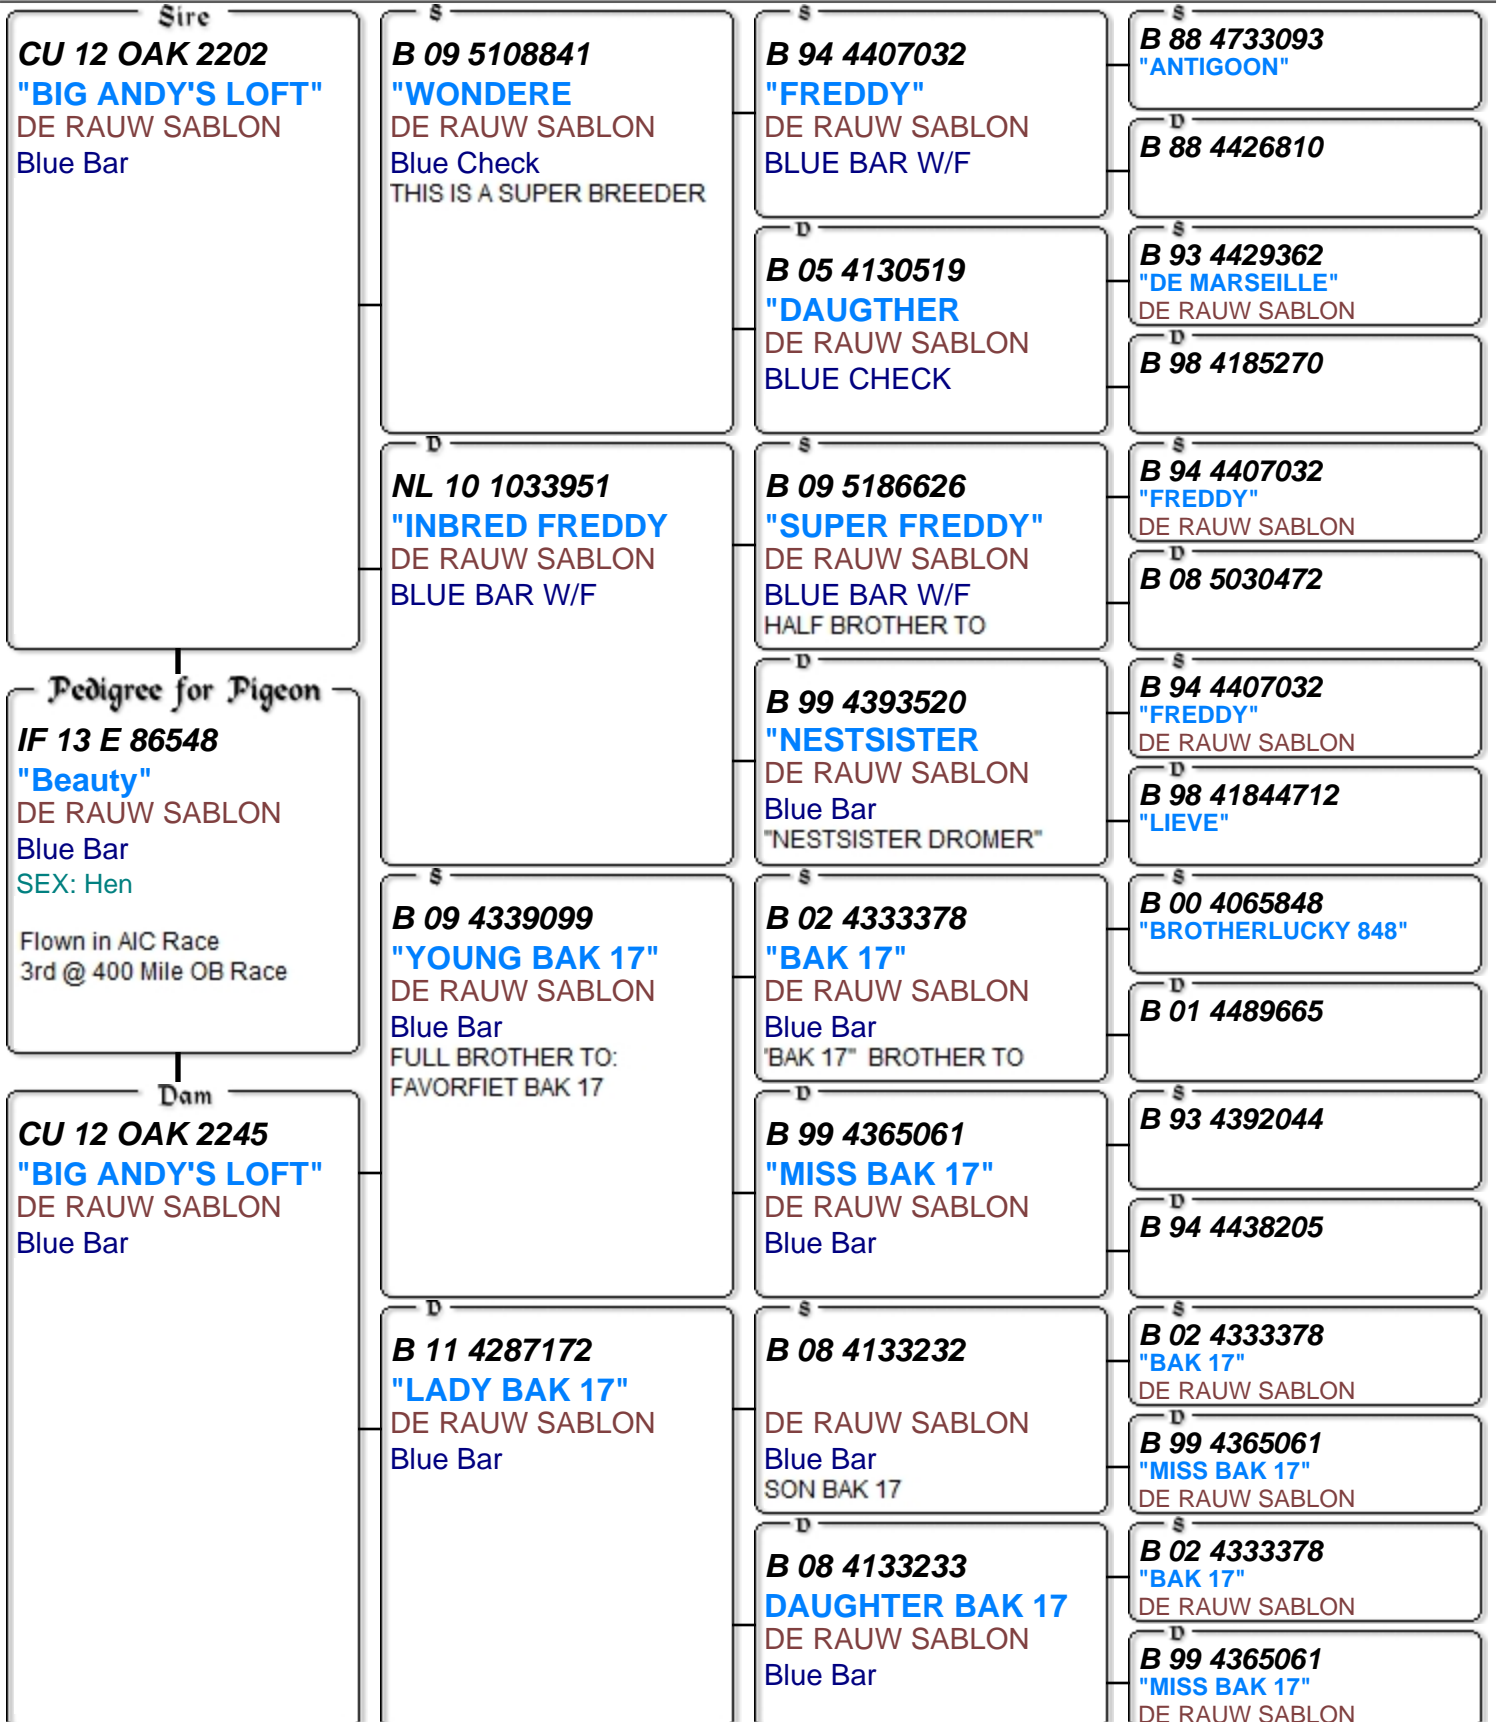 Sire
CU 12 OAK 2202
"BIG ANDY'S LOFT"
DE RAUW SABLON
Blue Bar
Pedigree for Pigeon
IF 13 E 86548
"Beauty"
DE RAUW SABLON
Blue Bar
SEX: Hen
Flown in AIC Race
3rd @ 400 Mile OB Race
Dam
CU 12 OAK 2245
"BIG ANDY'S LOFT"
DE RAUW SABLON
Blue Bar
S
B 09 5108841
"WONDERE
DE RAUW SABLON
Blue Check
THIS IS A SUPER BREEDER
D
NL 10 1033951
"INBRED FREDDY
DE RAUW SABLON
BLUE BAR W/F
S
B 09 4339099
"YOUNG BAK 17"
DE RAUW SABLON
Blue Bar
FULL BROTHER TO:
FAVORFIET BAK 17
D
B 11 4287172
"LADY BAK 17"
DE RAUW SABLON
Blue Bar
S
B 94 4407032
"FREDDY"
DE RAUW SABLON
BLUE BAR W/F
D
B 05 4130519
"DAUGTHER
DE RAUW SABLON
BLUE CHECK
S
B 09 5186626
"SUPER FREDDY"
DE RAUW SABLON
BLUE BAR W/F
HALF BROTHER TO
D
B 99 4393520
"NESTSISTER
DE RAUW SABLON
Blue Bar
"NESTSISTER DROMER"
S
B 02 4333378
"BAK 17"
DE RAUW SABLON
Blue Bar
"BAK 17" BROTHER TO
D
B 99 4365061
"MISS BAK 17"
DE RAUW SABLON
Blue Bar
S
B 08 4133232
DE RAUW SABLON
Blue Bar
SON BAK 17
D
B 08 4133233
DAUGHTER BAK 17
DE RAUW SABLON
Blue Bar
S
B 88 4733093
"ANTIGOON"
D
B 88 4426810
S
B 93 4429362
"DE MARSEILLE"
DE RAUW SABLON
D
B 98 4185270
S
B 94 4407032
"FREDDY"
DE RAUW SABLON
D
B 08 5030472
S
B 94 4407032
"FREDDY"
DE RAUW SABLON
D
B 98 41844712
"LIEVE"
S
B 00 4065848
"BROTHERLUCKY 848"
D
B 01 4489665
S
B 93 4392044
D
B 94 4438205
S
B 02 4333378
"BAK 17"
DE RAUW SABLON
D
B 99 4365061
"MISS BAK 17"
DE RAUW SABLON
S
B 02 4333378
"BAK 17"
DE RAUW SABLON
D
B 99 4365061
"MISS BAK 17"
DE RAUW SABLON